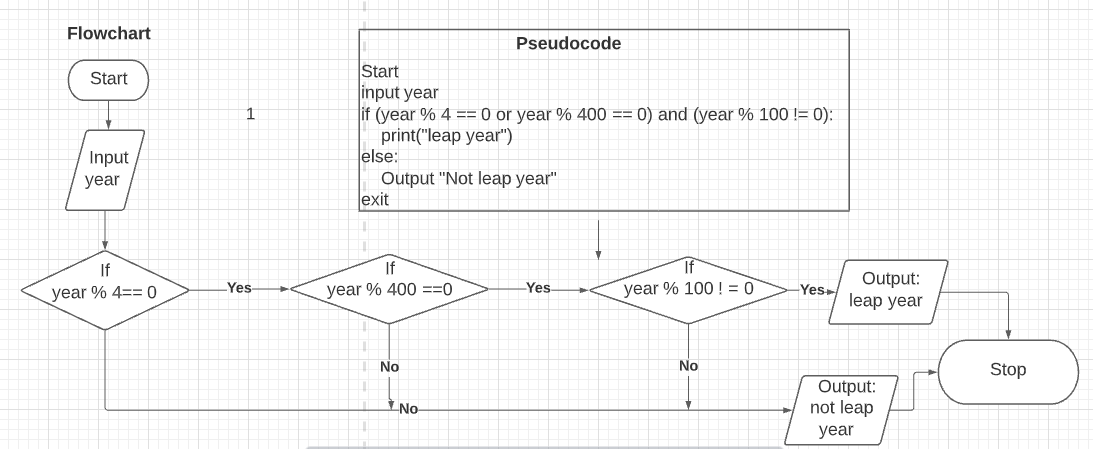 Flowchart
Start
Input
year
1
Pseudocode
Start
input year
if (year % 4 == 0 or year % 400 == 0) and (year % 100 != 0):
    print("leap year")
else:
    Output "Not leap year"
exit
If
year % 4== 0
Yes
If
year % 400 ==0
Yes
If
year % 100 ! = 0
Yes
Output:
leap year
No
No
No
Output:
not leap
year
Stop